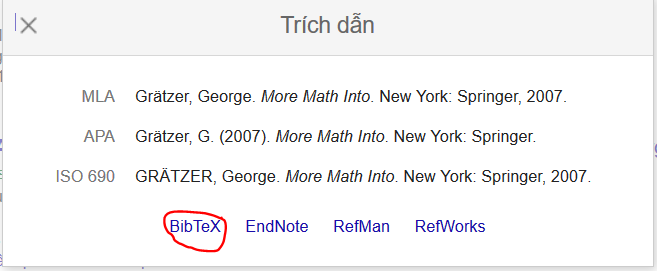 Trích dẫn
MLA Grätzer, George. More Math Into. New York: Springer, 2007.
APA Grätzer, G. (2007). More Math Into. New York: Springer.
ISO 690 GRÄTZER, George. More Math Into. New York: Springer, 2007.
BibTeX EndNote RefMan RefWorks